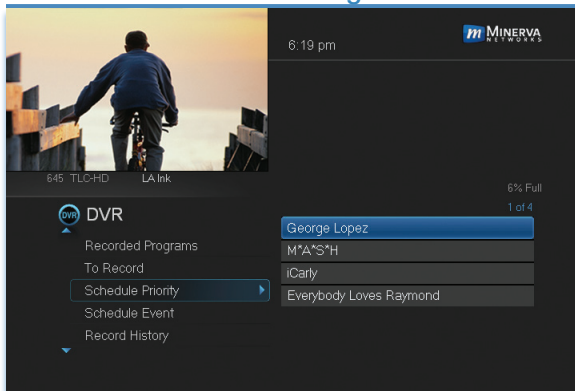 6:19 pm
m MINERVA
NETWORKS
645 TLC-HD LA Ink
6% Full
1 of 4
DVR DVR
Recorded Programs
To Record
Schedule Priority
Schedule Event
Record History
George Lopez
M*A*S*H
iCarly
Everybody Loves Raymond